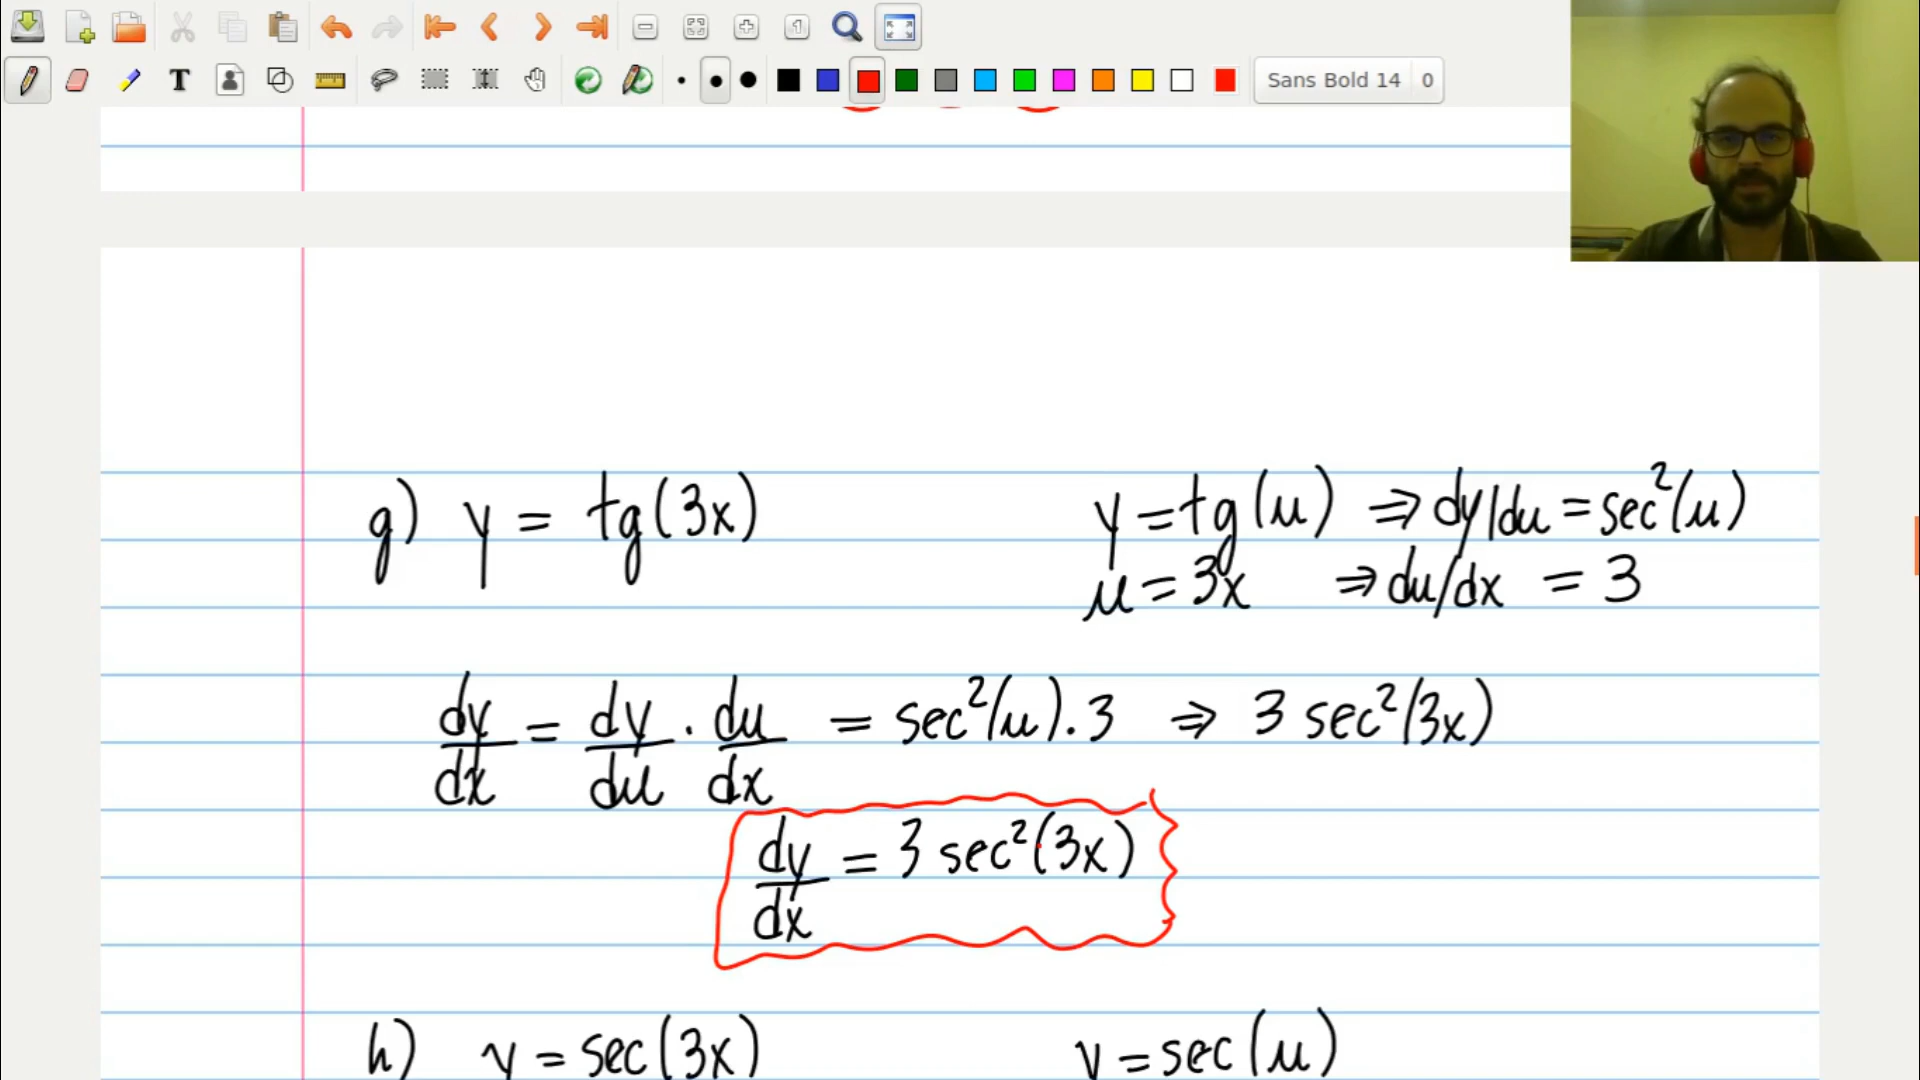 Sans Bold 14 0
g) y = tg(3x)
y = tg(u) ⇒ dy/du = sec²(u)
u = 3x ⇒ du/dx = 3
dy/dx = dy/du . du/dx = sec²(u) . 3 ⇒ 3 sec²(3x)
dy/dx = 3 sec²(3x)
h) y = sec(3x)
y = sec(u)